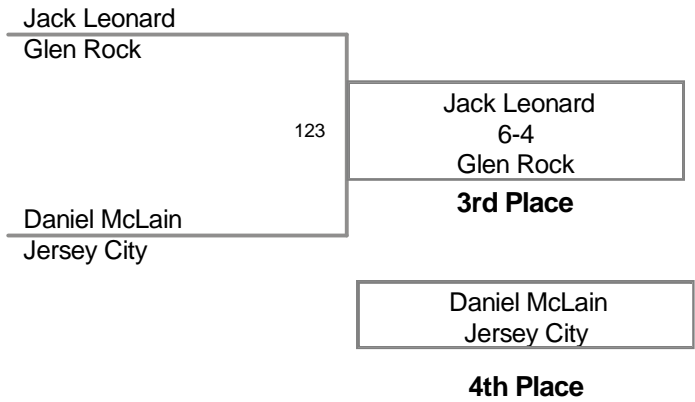 Jack Leonard
Glen Rock
123
Jack Leonard
6-4
Glen Rock
3rd Place
Daniel McLain
Jersey City
Daniel McLain
Jersey City
4th Place